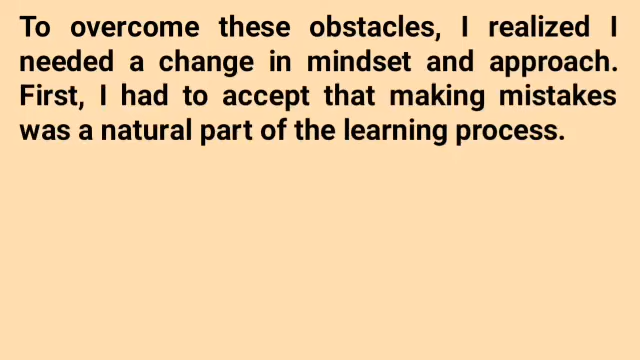 To overcome these obstacles, I realized I
needed a change in mindset and approach.
First, I had to accept that making mistakes
was a natural part of the learning process.